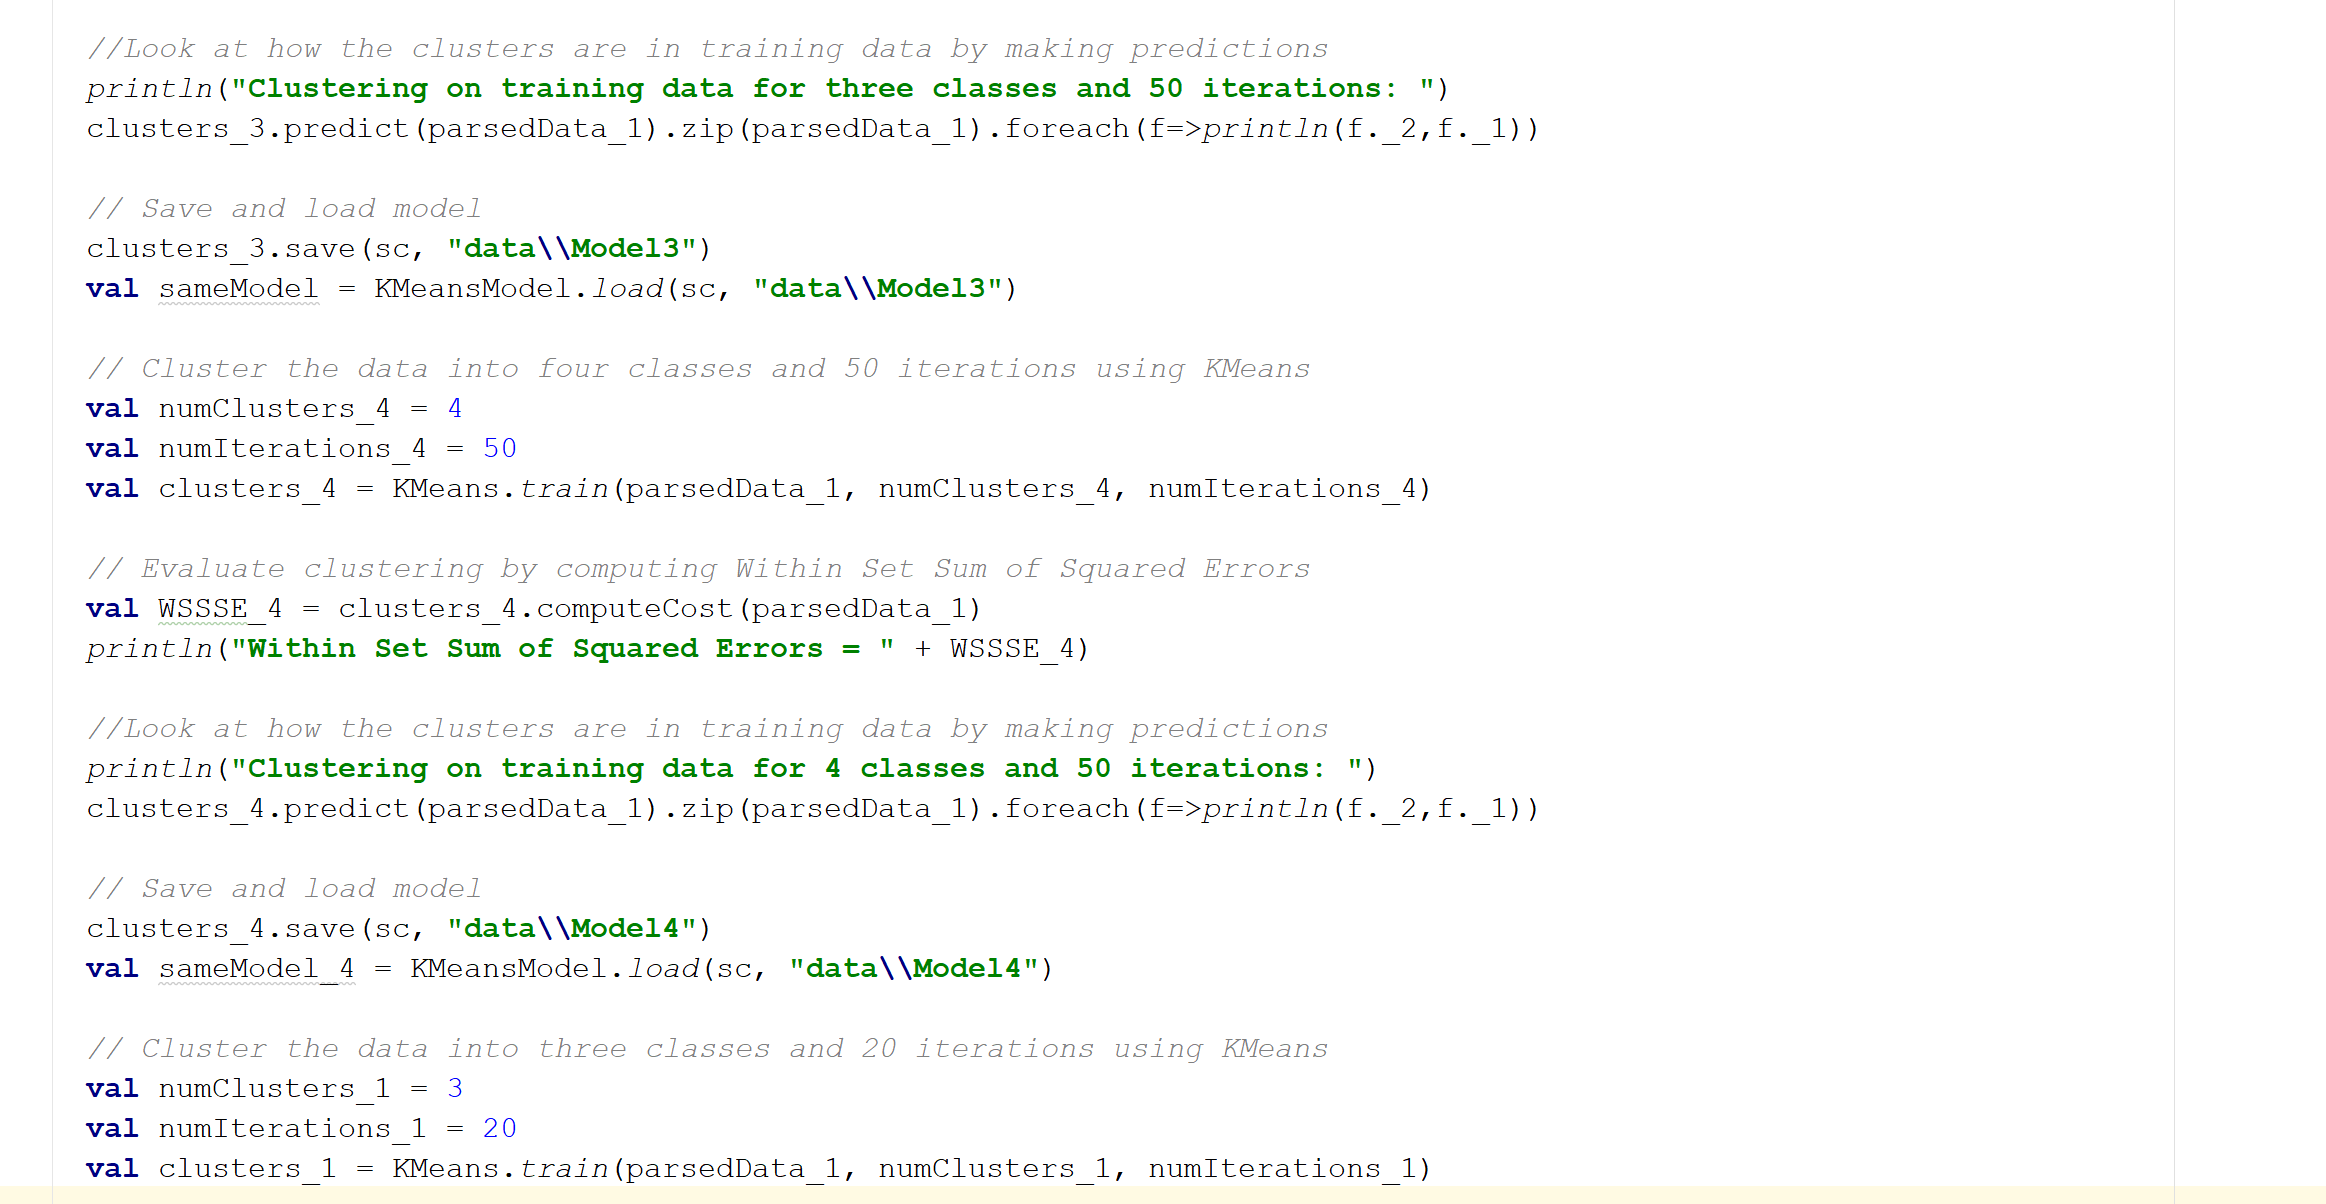 //Look at how the clusters are in training data by making predictions
println("Clustering on training data for three classes and 50 iterations: ")
clusters_3.predict(parsedData_1).zip(parsedData_1).foreach(f=>println(f._2,f._1))
// Save and load model
clusters_3.save(sc, "data\\Model3")
val sameModel = KMeansModel.load(sc, "data\\Model3")
// Cluster the data into four classes and 50 iterations using KMeans
val numClusters_4 = 4
val numIterations_4 = 50
val clusters_4 = KMeans.train(parsedData_1, numClusters_4, numIterations_4)
// Evaluate clustering by computing Within Set Sum of Squared Errors
val WSSSE_4 = clusters_4.computeCost(parsedData_1)
println("Within Set Sum of Squared Errors = " + WSSSE_4)
//Look at how the clusters are in training data by making predictions
println("Clustering on training data for 4 classes and 50 iterations: ")
clusters_4.predict(parsedData_1).zip(parsedData_1).foreach(f=>println(f._2,f._1))
// Save and load model
clusters_4.save(sc, "data\\Model4")
val sameModel_4 = KMeansModel.load(sc, "data\\Model4")
// Cluster the data into three classes and 20 iterations using KMeans
val numClusters_1 = 3
val numIterations_1 = 20
val clusters_1 = KMeans.train(parsedData_1, numClusters_1, numIterations_1)